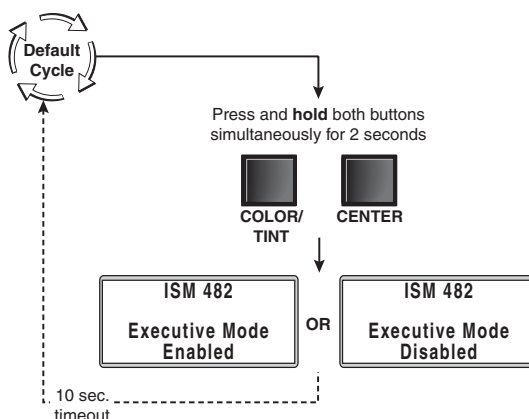 Default
Cycle
Press and hold both buttons
simultaneously for 2 seconds
COLOR/
TINT
CENTER
ISM 482
Executive Mode
Enabled
OR
ISM 482
Executive Mode
Disabled
10 sec.
timeout